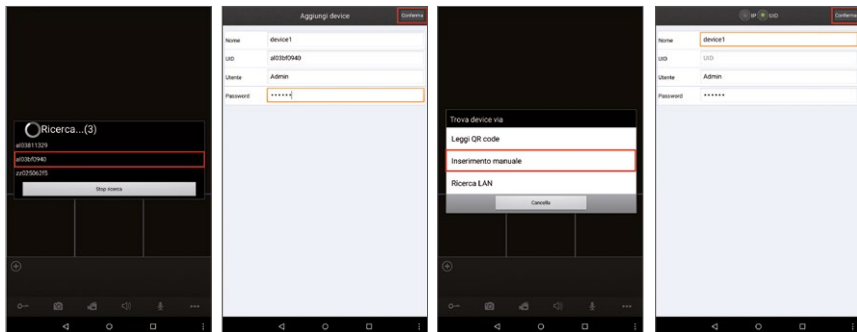 Ricerca...(3)
al03811329
al03bf0940
zz025062f5
Stop ricerca
Aggiungi device
Conferma
Nome
device1
UID
al03bf0940
Utente
Admin
Password
••••••
Trova device via
Leggi QR code
Inserimento manuale
Ricerca LAN
Cancella
IP
UID
Conferma
Nome
device1
UID
UID
Utente
Admin
Password
••••••